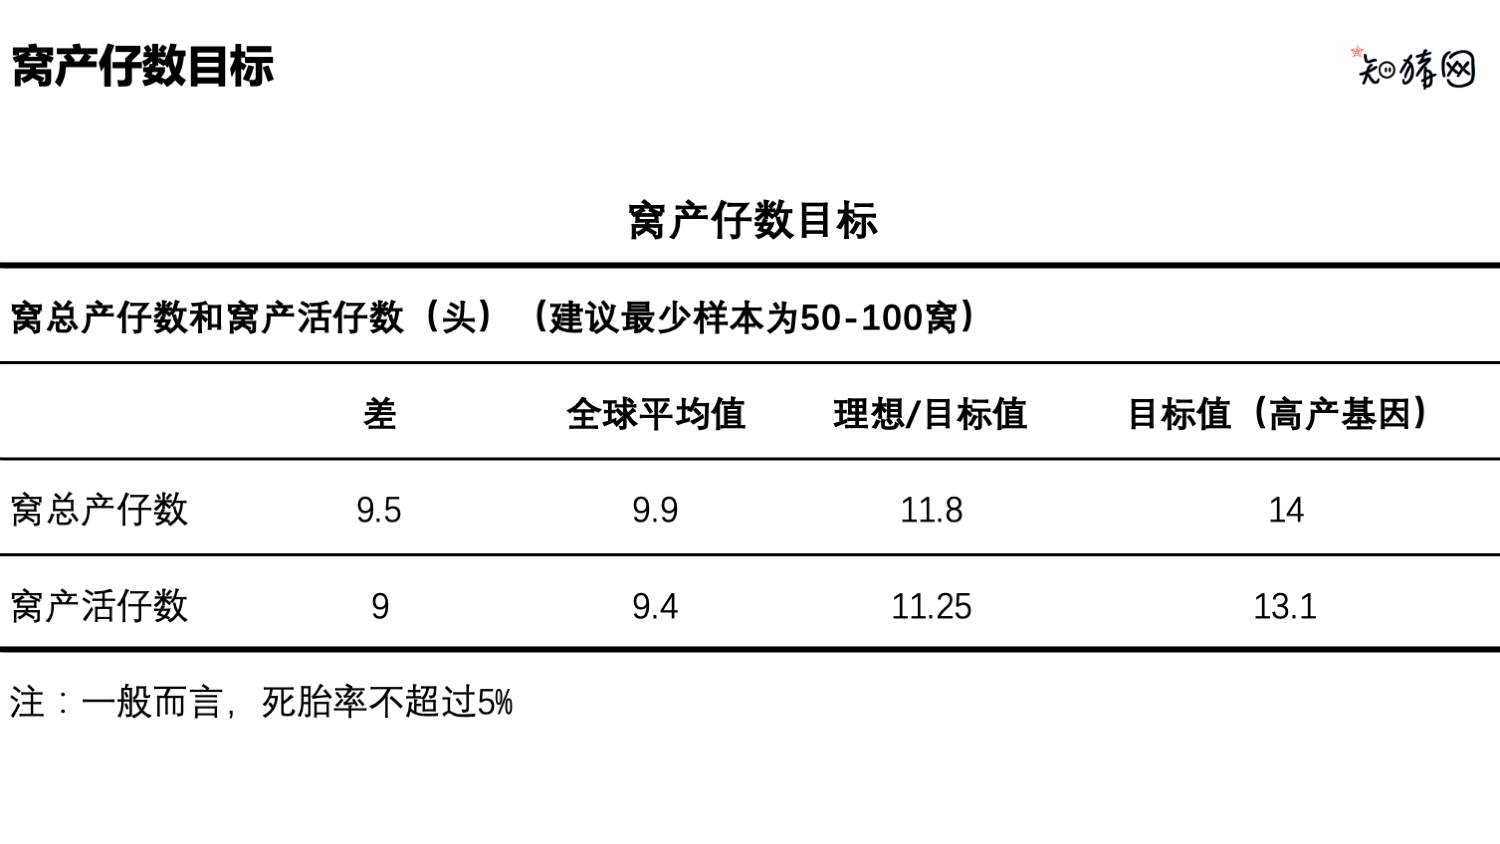 窝产仔数目标
知猪网
窝产仔数目标
窝总产仔数和窝产活仔数（头）（建议最少样本为50-100窝）
差 全球平均值 理想/目标值 目标值（高产基因）
窝总产仔数 9.5 9.9 11.8 14
窝产活仔数 9 9.4 11.25 13.1
注：一般而言，死胎率不超过5%